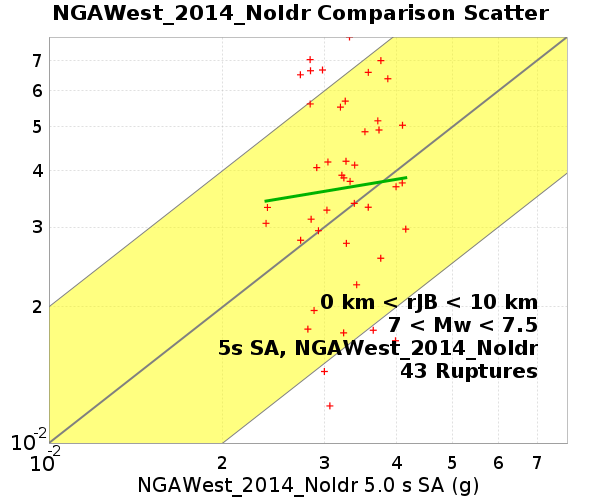 NGAWest_2014_NoIdr Comparison Scatter
7
6
5
4
3
2
10-2
0 km < rJB < 10 km
7 < Mw < 7.5
5s SA, NGAWest_2014_NoIdr
43 Ruptures
10-2 2 3 4 5 6 7
NGAWest_2014_NoIdr 5.0 s SA (g)